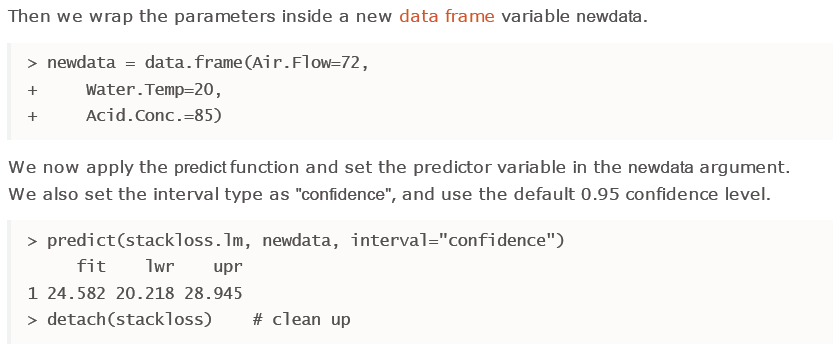 Then we wrap the parameters inside a new data frame variable newdata.
> newdata = data.frame(Air.Flow=72,
+     Water.Temp=20,
+     Acid.Conc.=85)
We now apply the predict function and set the predictor variable in the newdata argument.
We also set the interval type as "confidence", and use the default 0.95 confidence level.
> predict(stackloss.lm, newdata, interval="confidence")
     fit    lwr    upr
1 24.582 20.218 28.945
> detach(stackloss)    # clean up